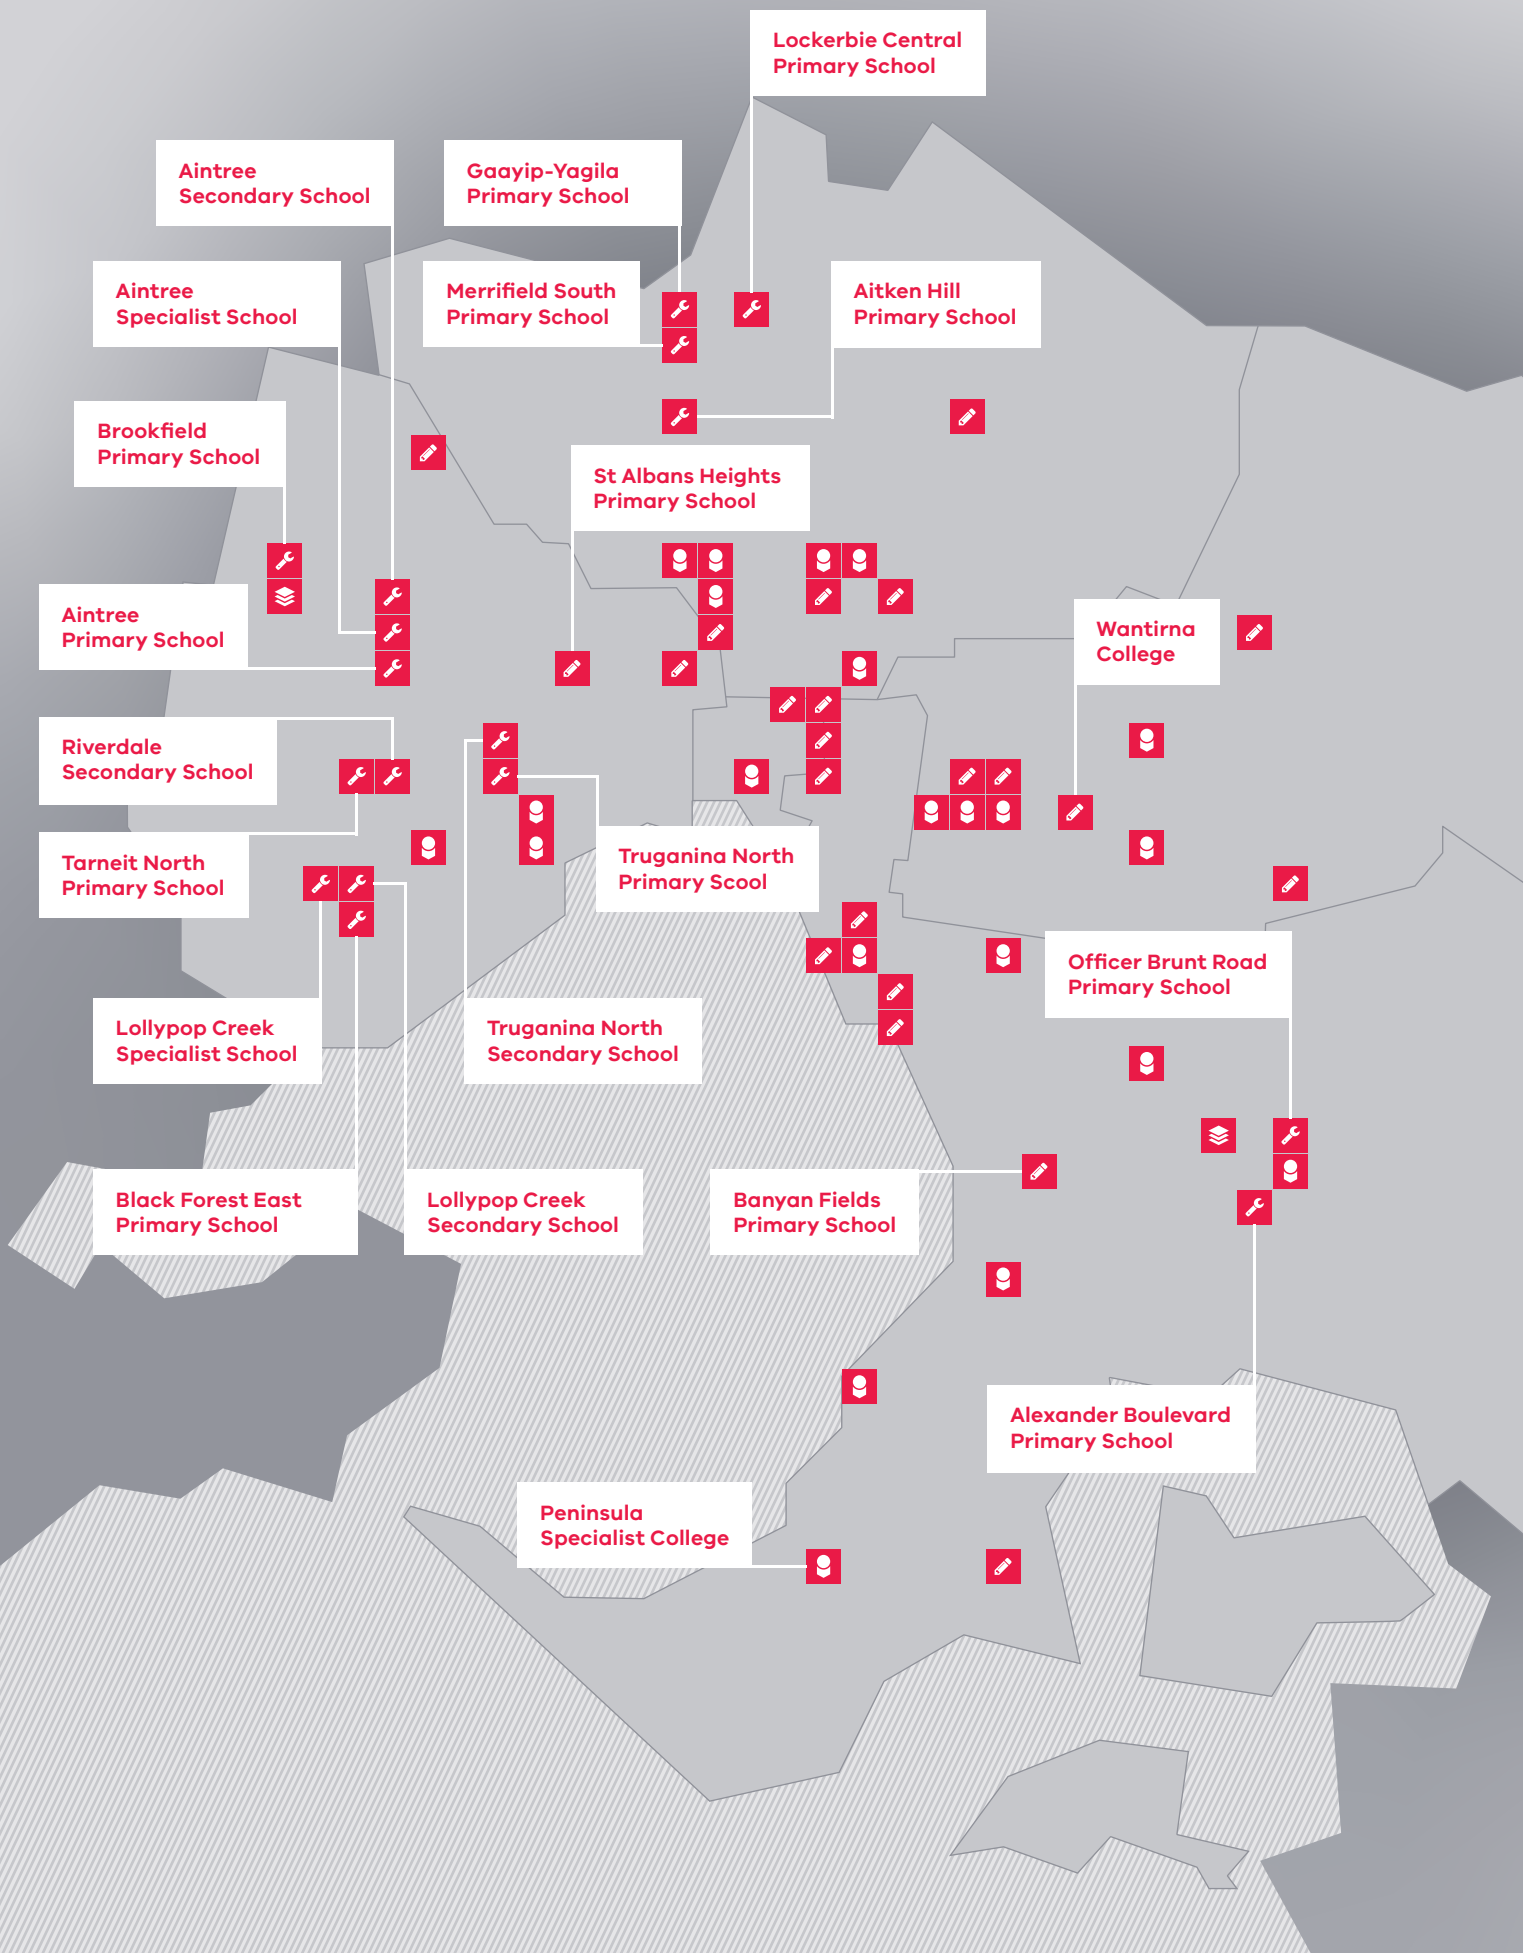 Lockerbie Central
Primary School
Aintree
Secondary School
Gaayip-Yagila
Primary School
Aintree
Specialist School
Merrifield South
Primary School
Aitken Hill
Primary School
Brookfield
Primary School
St Albans Heights
Primary School
Aintree
Primary School
Wantirna
College
Riverdale
Secondary School
Tarneit North
Primary School
Truganina North
Primary Scool
Officer Brunt Road
Primary School
Lollypop Creek
Specialist School
Truganina North
Secondary School
Black Forest East
Primary School
Lollypop Creek
Secondary School
Banyan Fields
Primary School
Alexander Boulevard
Primary School
Peninsula
Specialist College